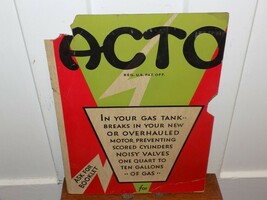 ACTO
REG. U.S. PAT. OFF.
IN YOUR GAS TANK--
BREAKS IN YOUR NEW
OR OVERHAULED
MOTOR, PREVENTING
SCORED CYLINDERS
NOISY VALVES
ONE QUART TO
TEN GALLONS
- OF GAS -
ASK FOR
BOOKLET